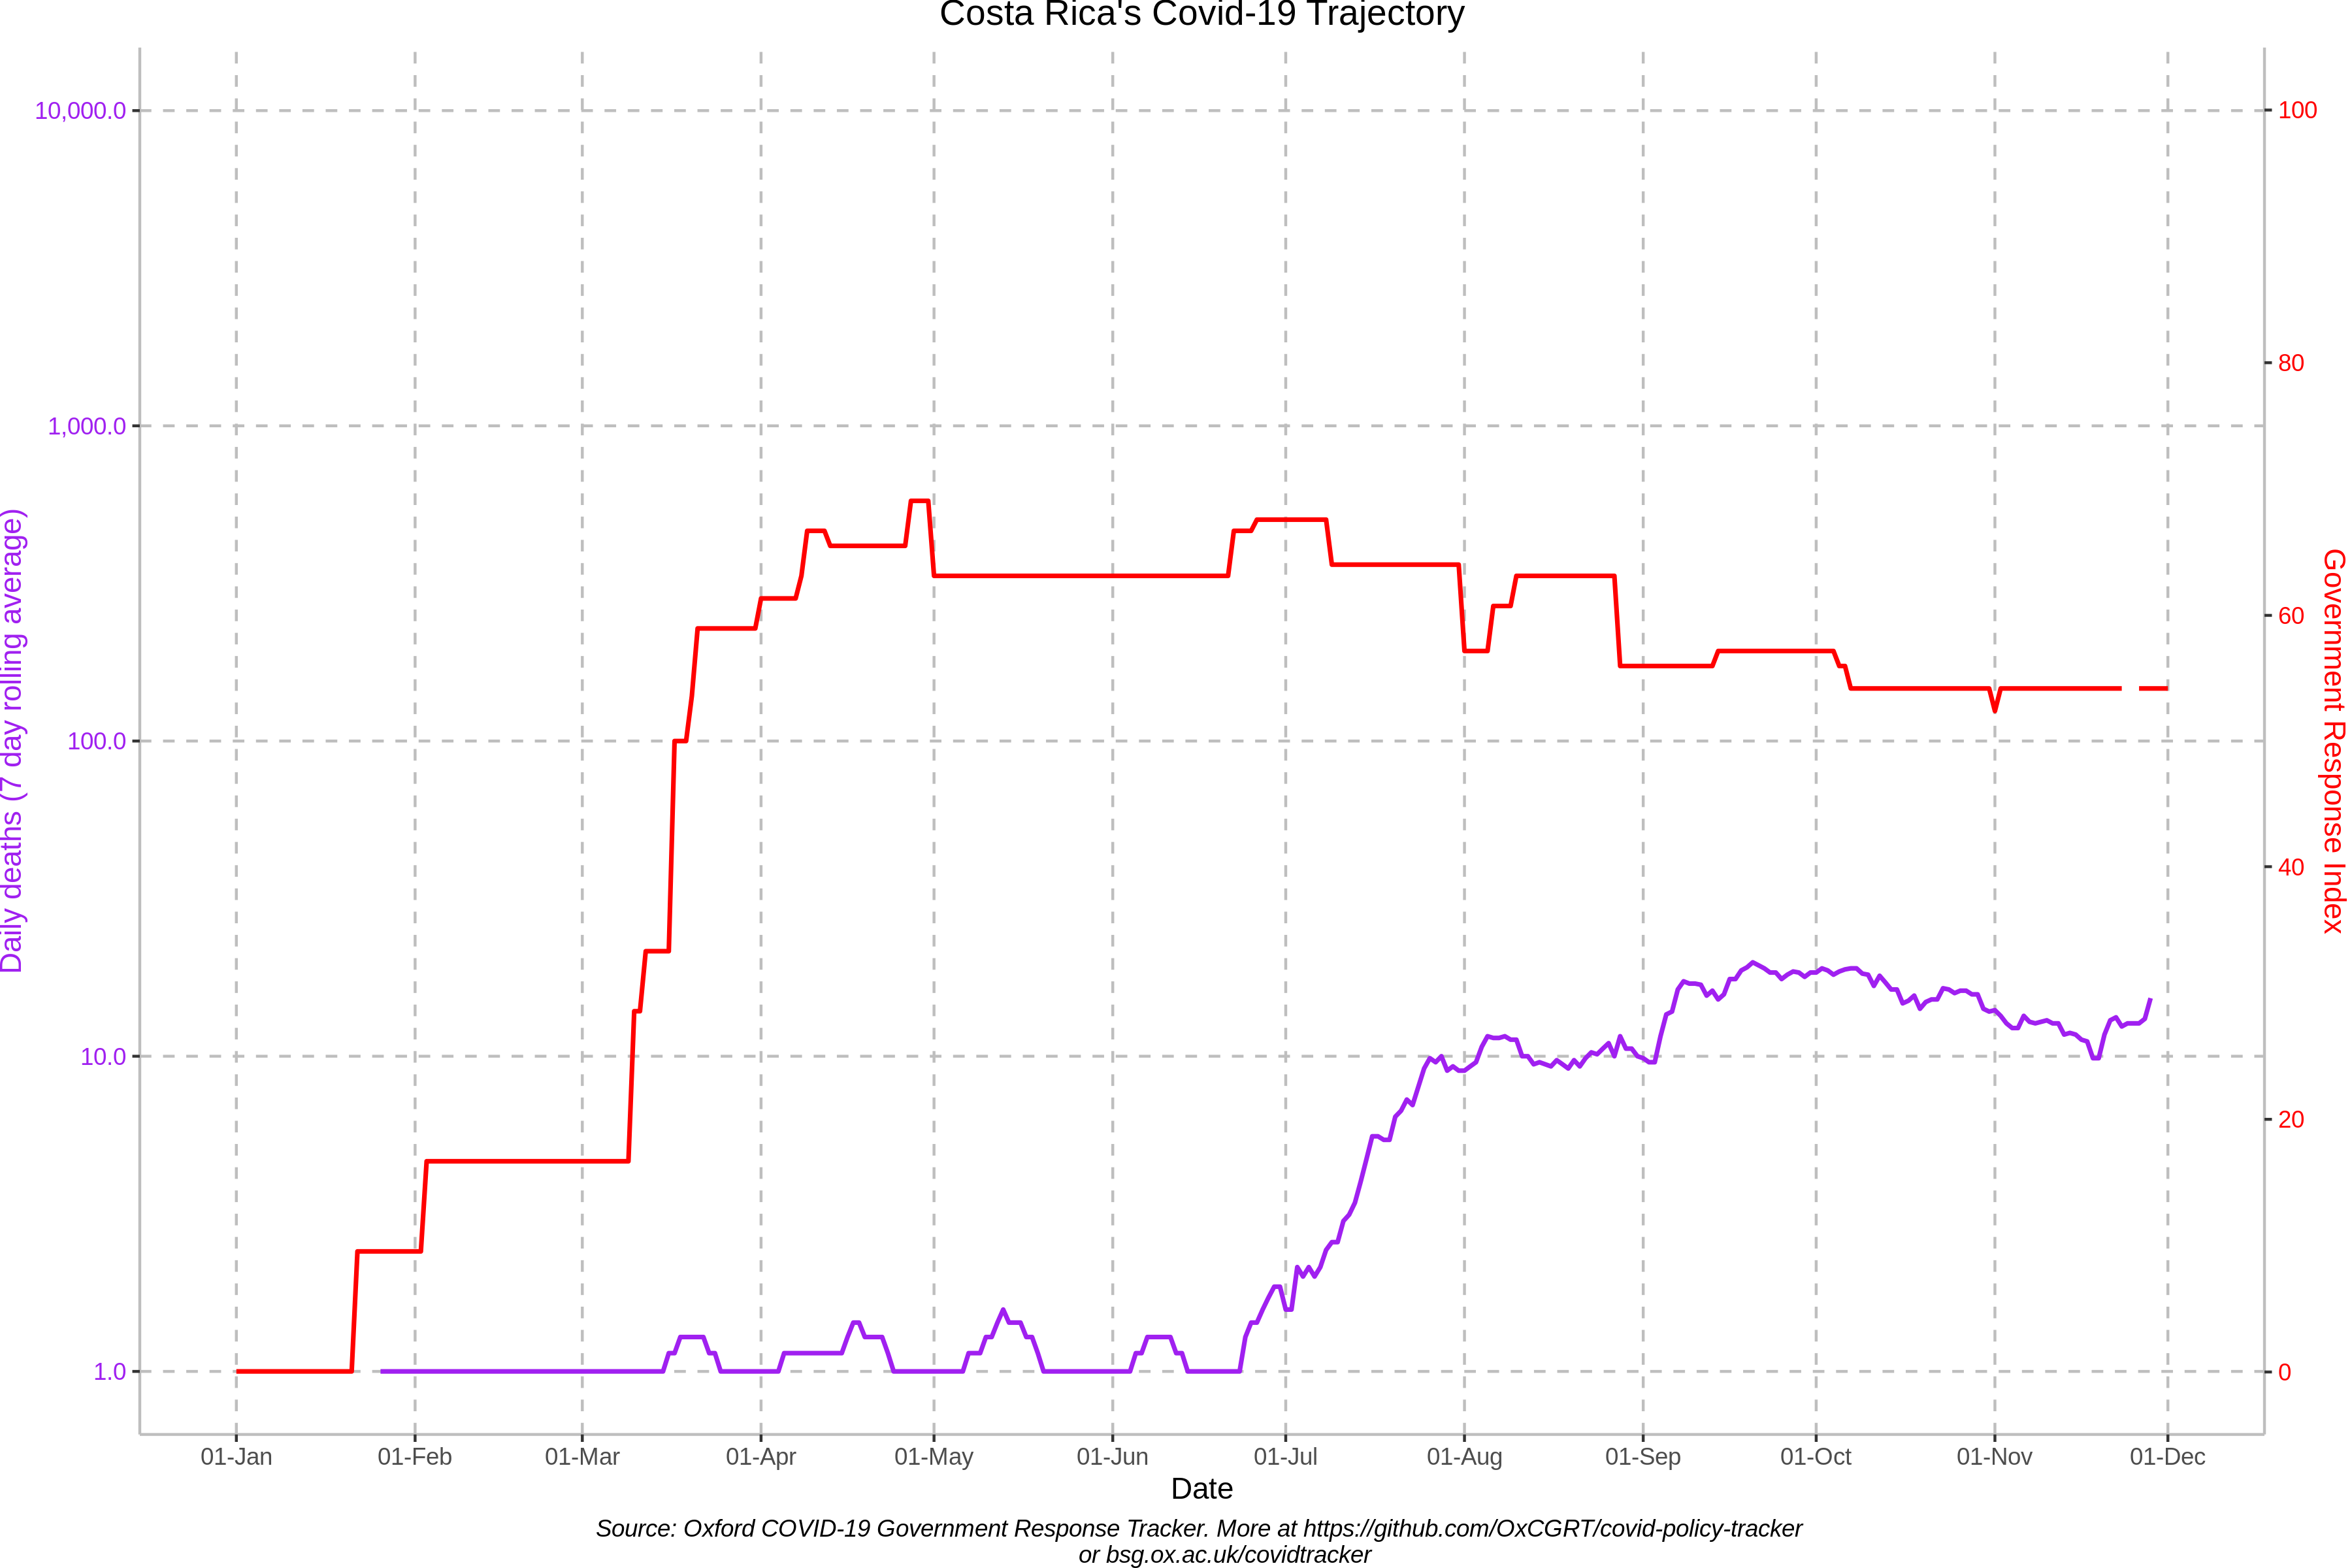 Costa Rica's Covid-19 Trajectory
10,000.0
1,000.0
100.0
10.0
1.0
Daily deaths (7 day rolling average)
100
80
60
40
20
0
Government Response Index
01-Jan 01-Feb 01-Mar 01-Apr 01-May 01-Jun 01-Jul 01-Aug 01-Sep 01-Oct 01-Nov 01-Dec
Date
Source: Oxford COVID-19 Government Response Tracker. More at https://github.com/OxCGRT/covid-policy-tracker
or bsg.ox.ac.uk/covidtracker